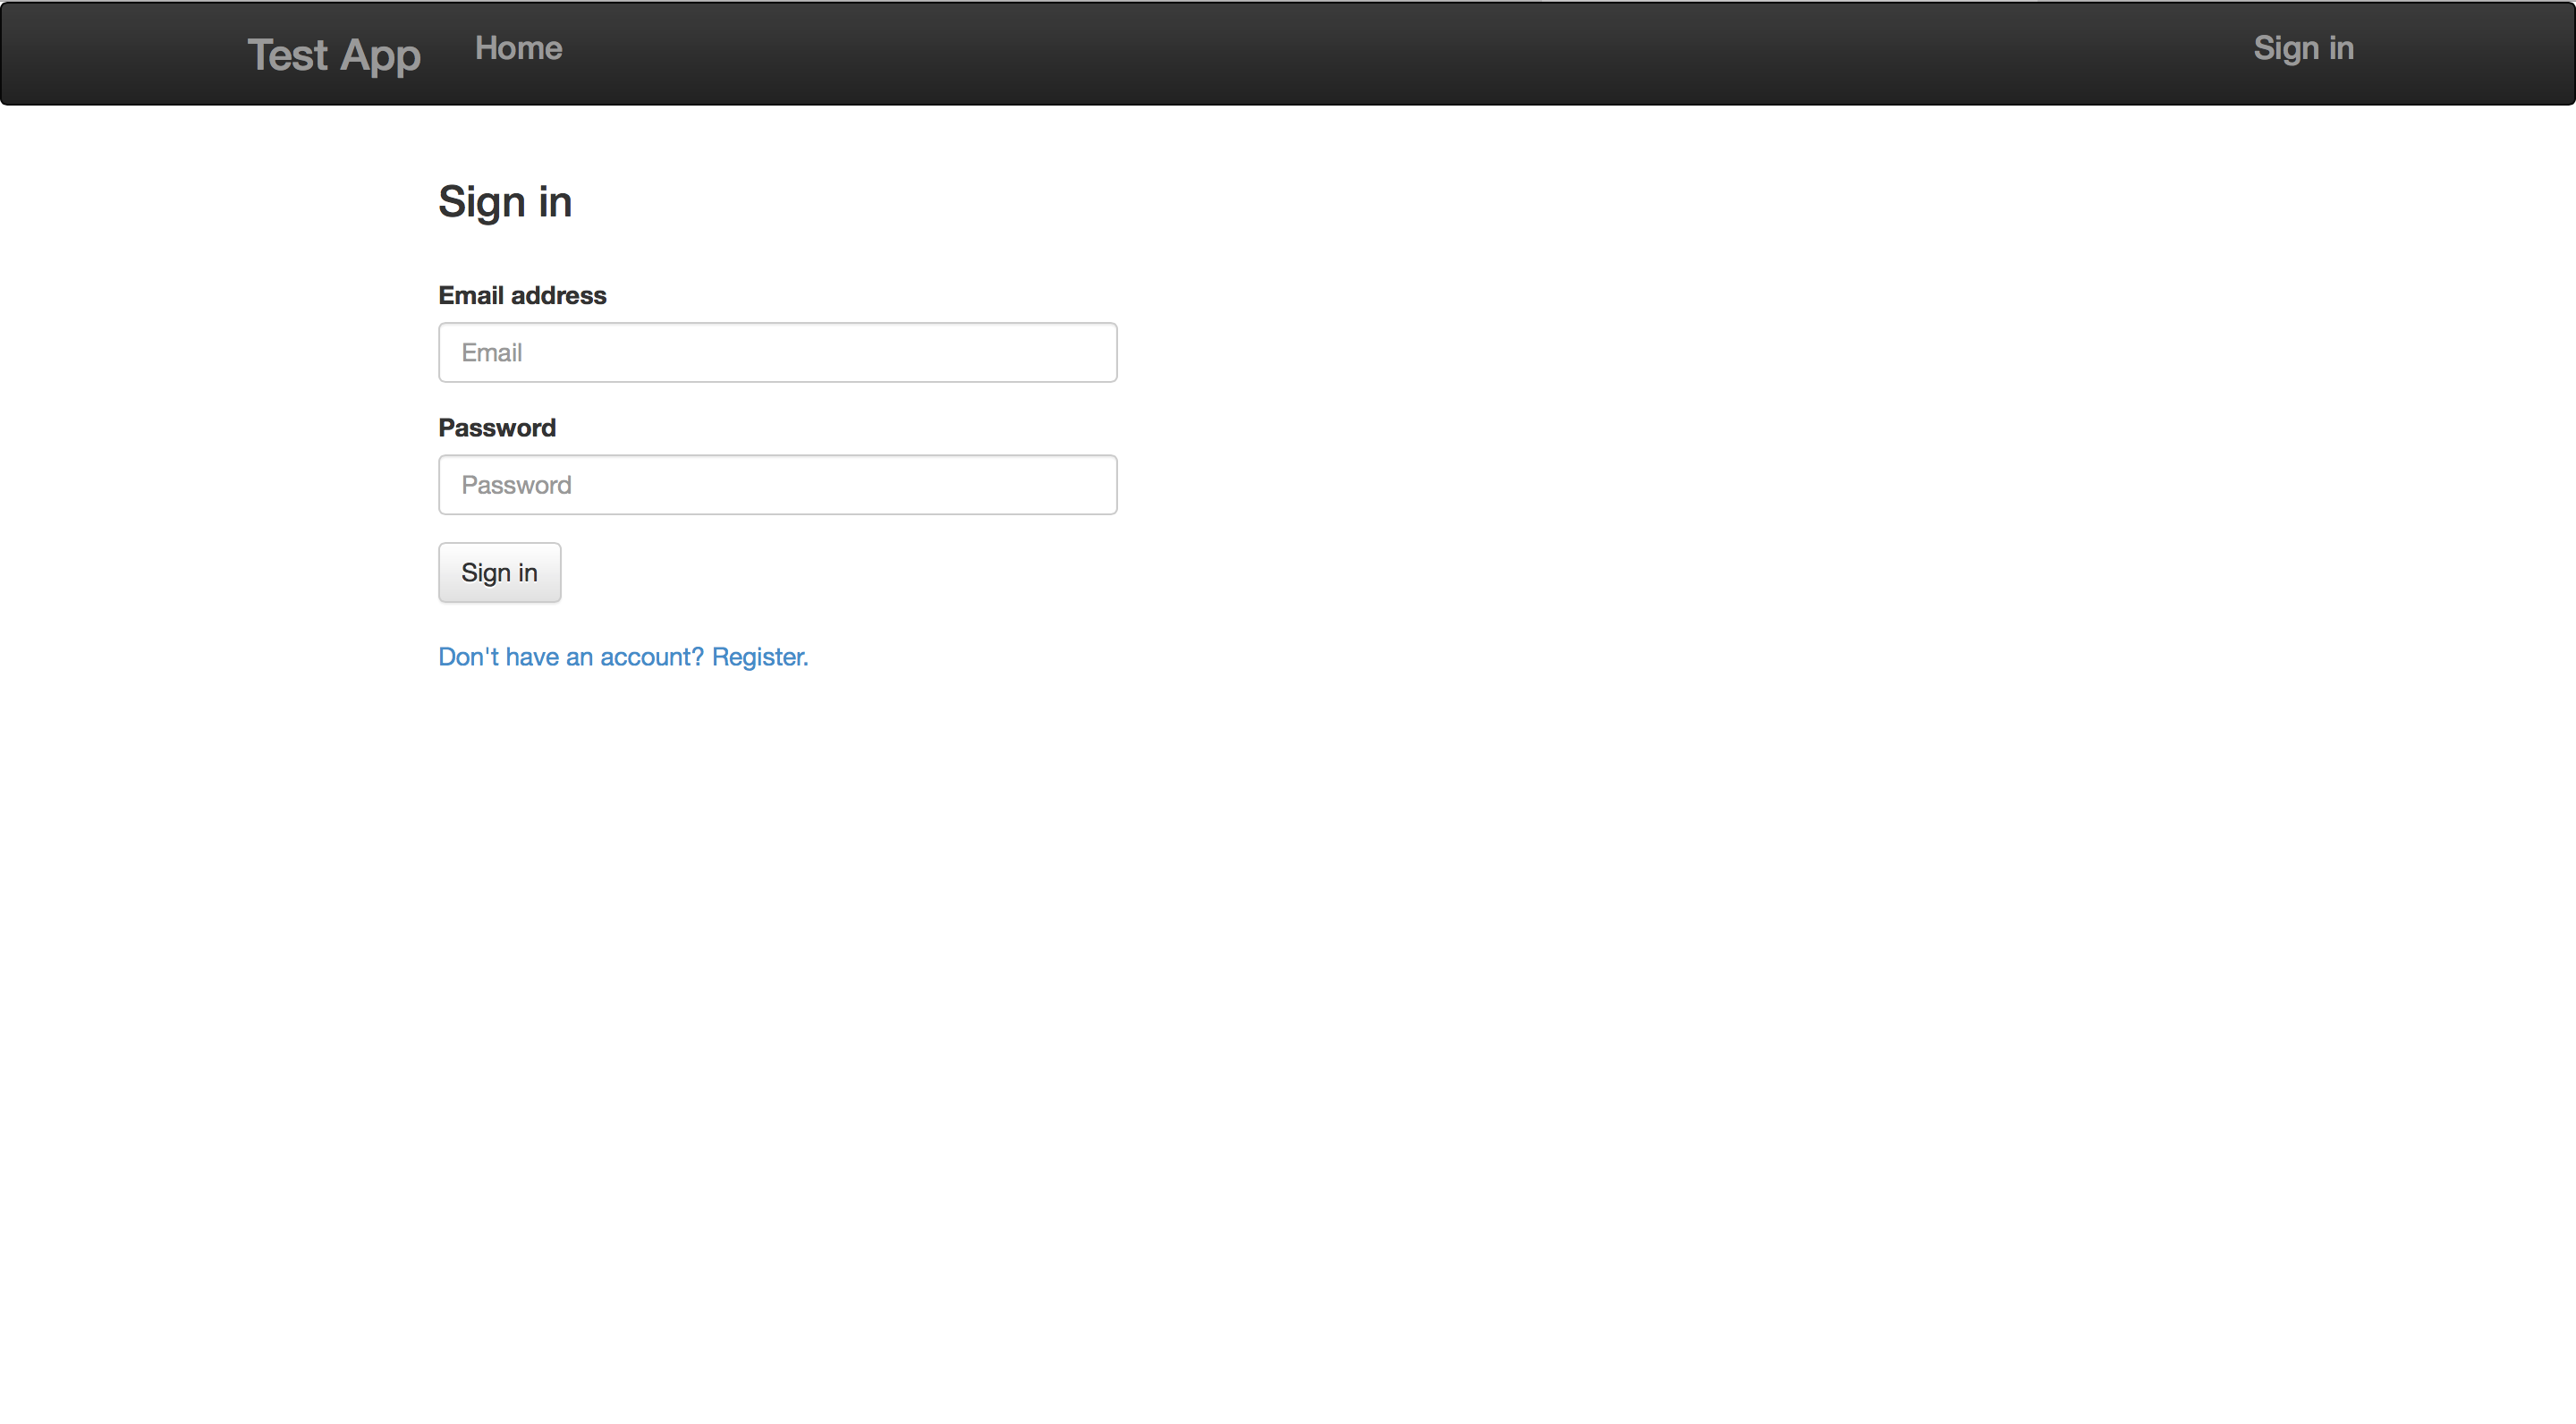 Test App Home Sign in
Sign in
Email address
Email
Password
Password
Sign in
Don't have an account? Register.